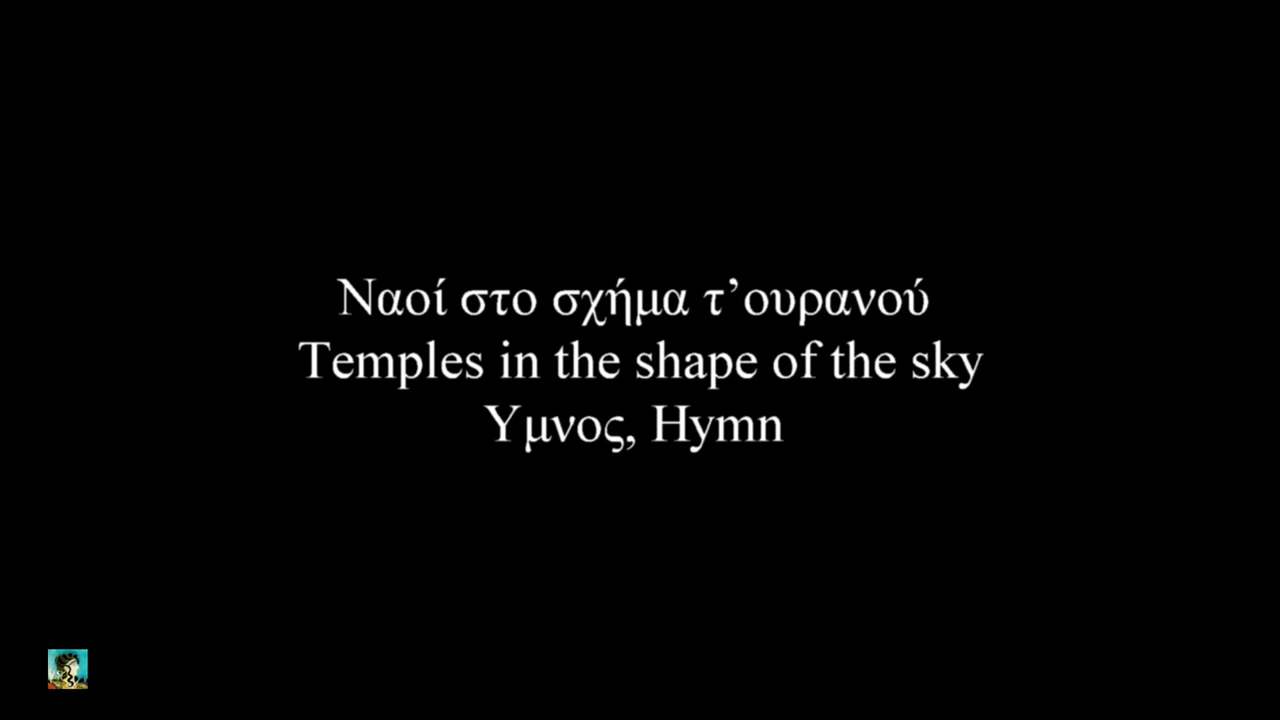 Ναοί στο σχήμα τ’ουρανού
Temples in the shape of the sky
Υμνος, Hymn